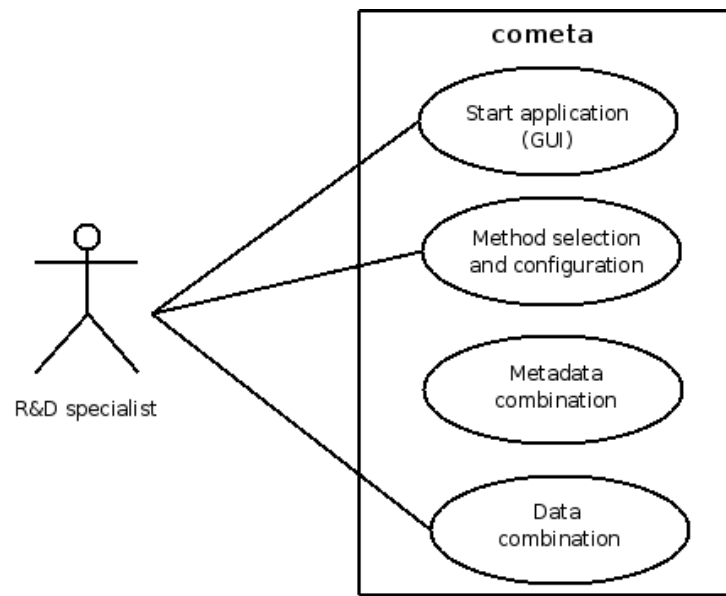 cometa
Start application
(GUI)
Method selection
and configuration
Metadata
combination
Data
combination
R&D specialist